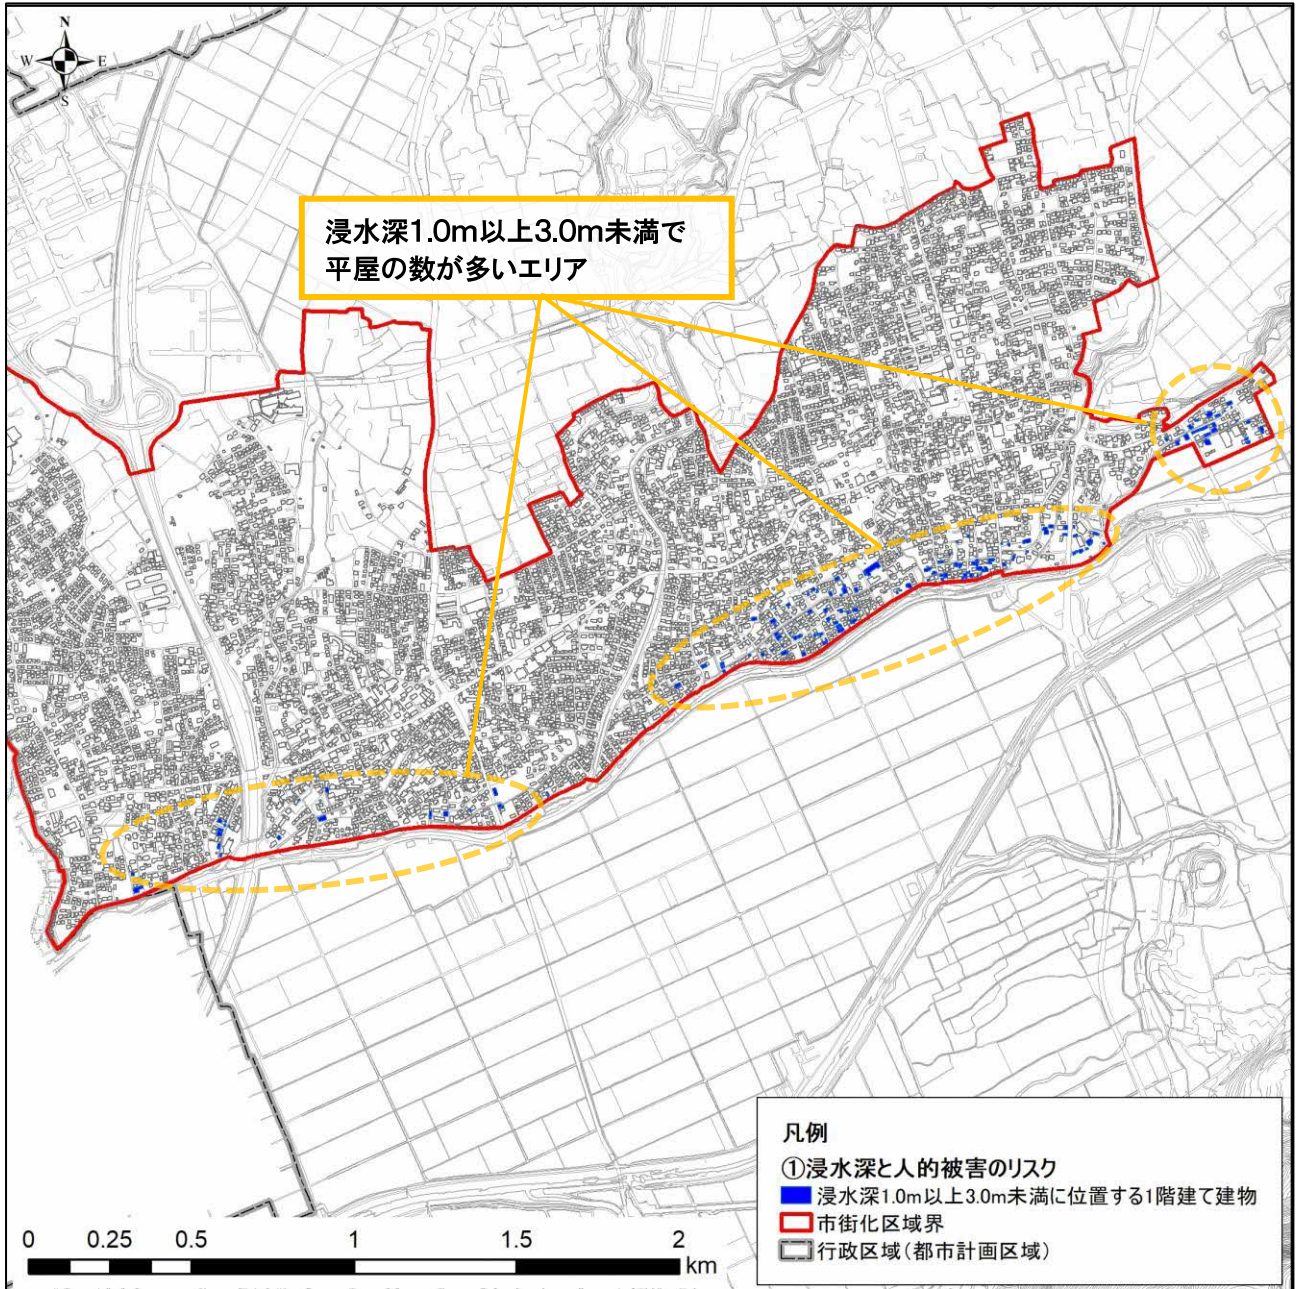 N
W E
S
浸水深1.0m以上3.0m未満で
平屋の数が多いエリア
凡例
①浸水深と人的被害のリスク
浸水深1.0m以上3.0m未満に位置する1階建て建物
市街化区域界
行政区域(都市計画区域)
0 0.25 0.5 1 1.5 2
km